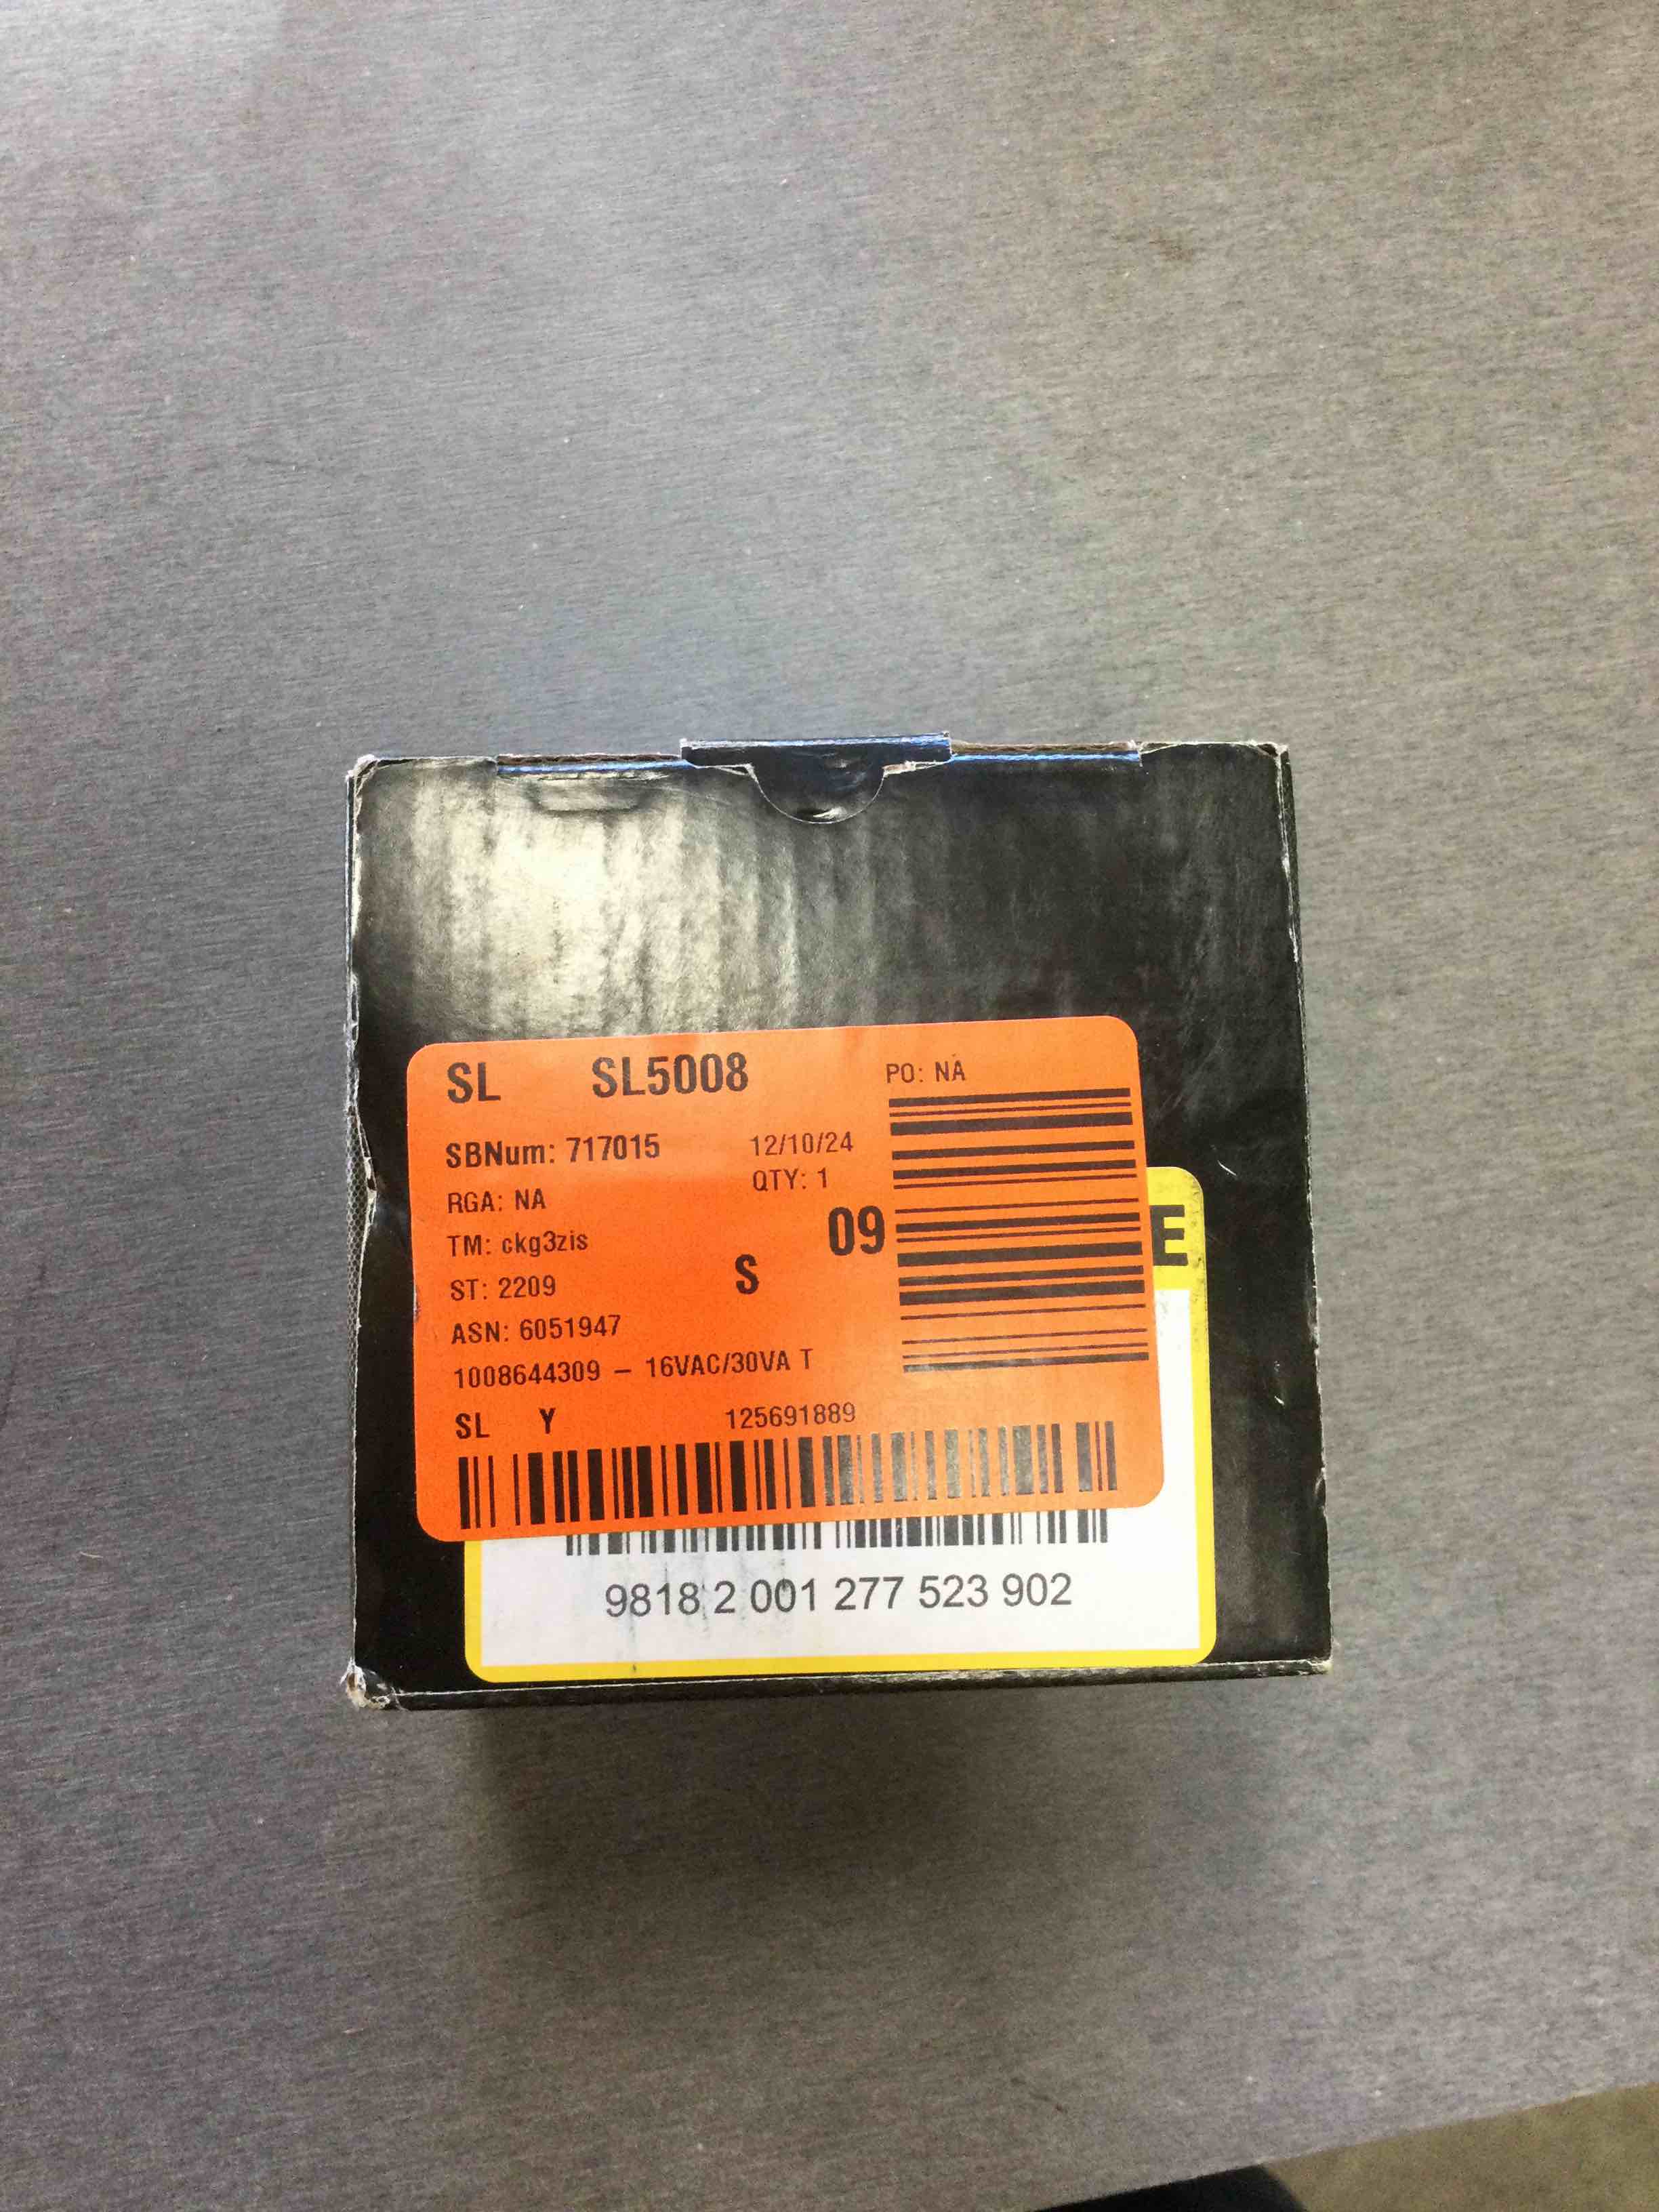 SL SL5008 PO: NA
SBNum: 717015 12/10/24
QTY: 1
RGA: NA
09
TM: ckg3zis
S
ST: 2209
ASN: 6051947
1008644309 – 16VAC/30VA T
SL Y 125691889
E
9818 2 001 277 523 902